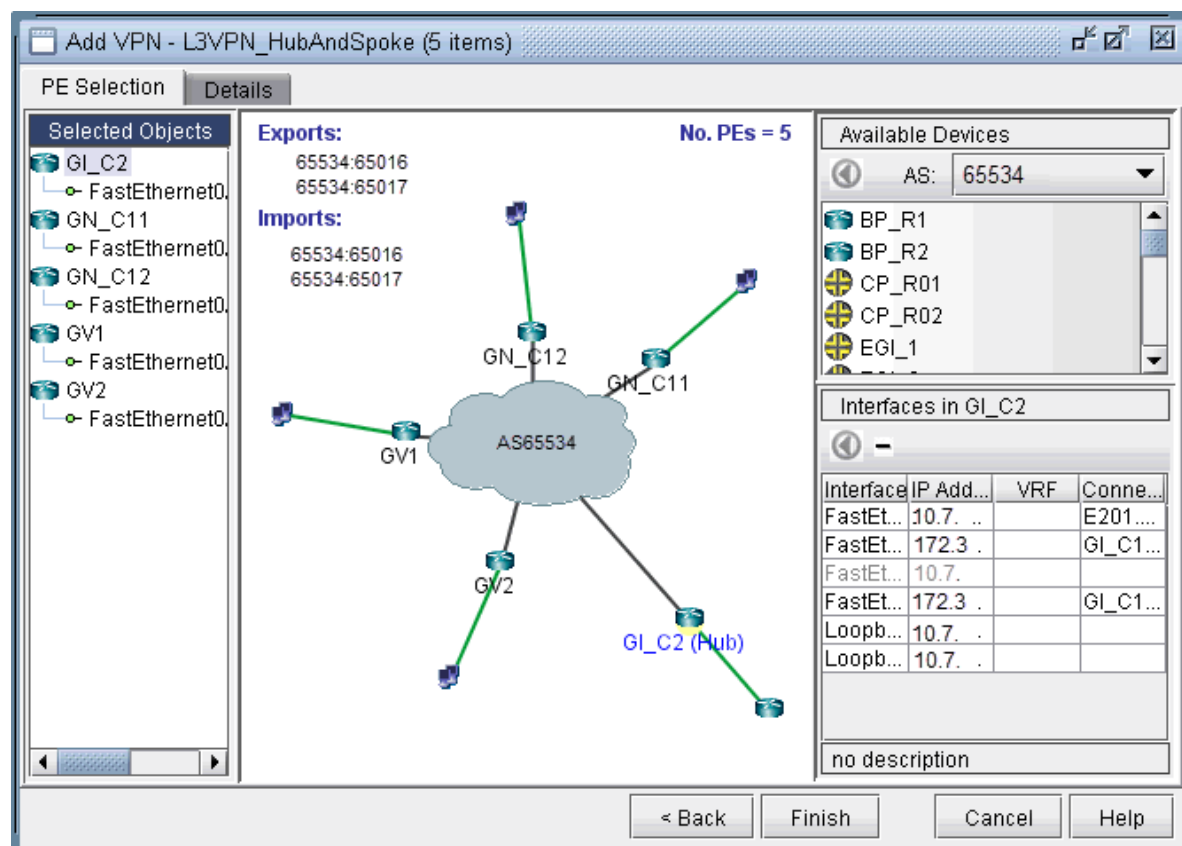 Add VPN - L3VPN_HubAndSpoke (5 items)
PE Selection
Details
Selected Objects
GI_C2
FastEthernet0.
GN_C11
FastEthernet0.
GN_C12
FastEthernet0.
GV1
FastEthernet0.
GV2
FastEthernet0.
Exports:
65534:65016
65534:65017
Imports:
65534:65016
65534:65017
No. PEs = 5
GN_C12
GN_C11
GV1
AS65534
GV2
GI_C2 (Hub)
Available Devices
AS: 65534
BP_R1
BP_R2
CP_R01
CP_R02
EGI_1
Interfaces in GI_C2
Interface IP Add... VRF Conne...
FastEt... 10.7. .. E201....
FastEt... 172.3 . GI_C1...
FastEt... 10.7.
FastEt... 172.3 . GI_C1...
Loopb... 10.7. .
Loopb... 10.7. .
no description
< Back
Finish
Cancel
Help